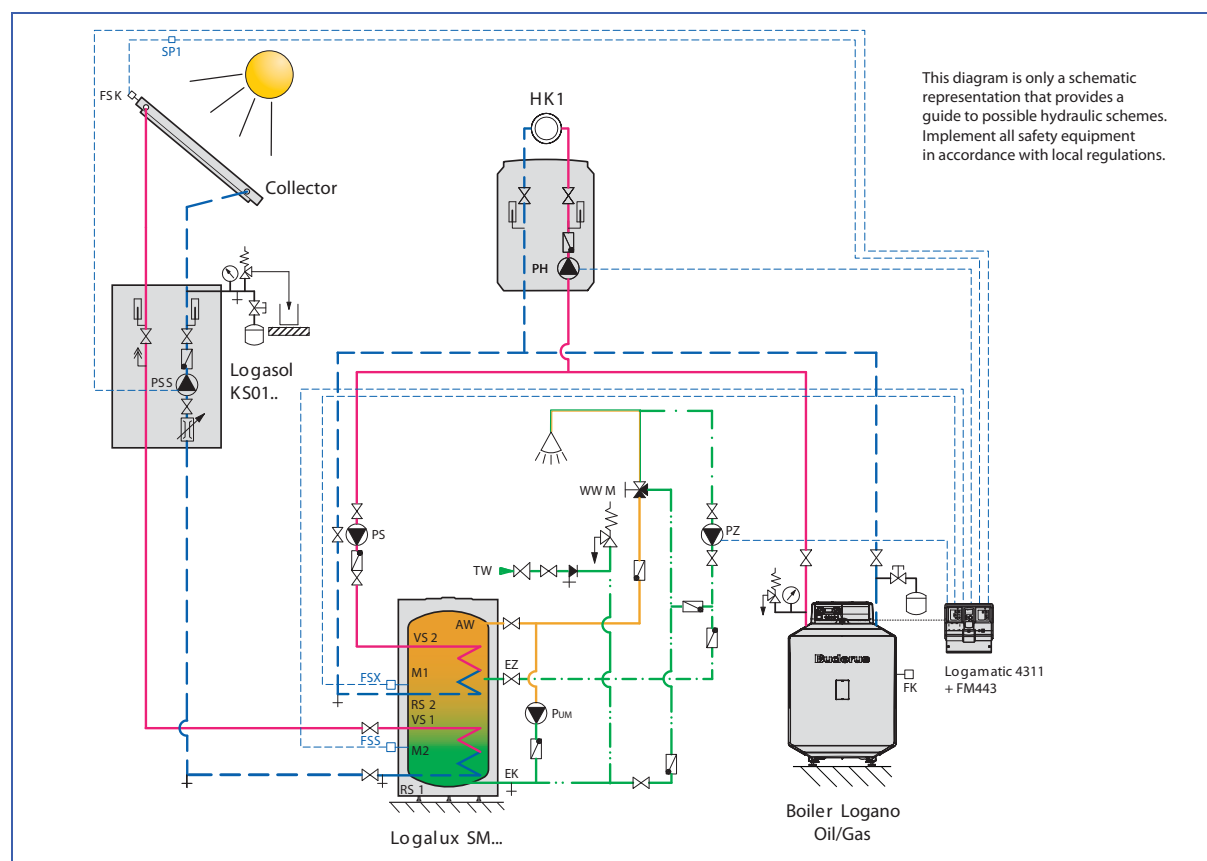 SP1
FSK
Collector
HK1
This diagram is only a schematic
representation that provides a
guide to possible hydraulic schemes.
Implement all safety equipment
in accordance with local regulations.
PH
Logasol
KS01..
PSS
WWM
PS
PZ
TW
AW
VS 2
FSX
M1
EZ
RS 2
VS 1
PUM
FSS
M2
EK
RS 1
Logalux SM...
Buderus
FK
Boiler Logano
Oil/Gas
Logamatic 4311
+ FM443